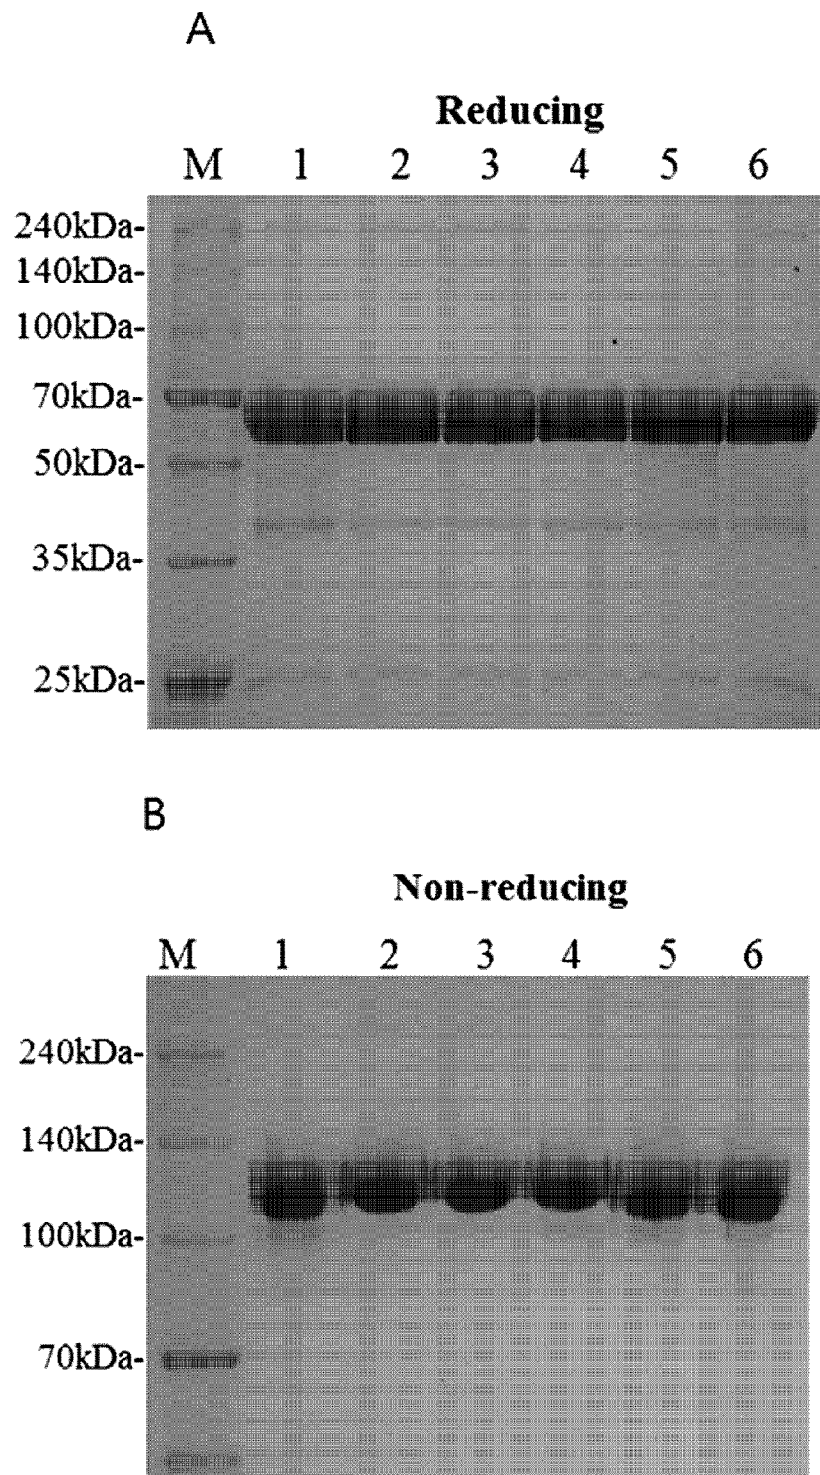 A
Reducing
M 1 2 3 4 5 6
240kDa-
140kDa-
100kDa-
70kDa-
50kDa-
35kDa-
25kDa-
B
Non-reducing
M 1 2 3 4 5 6
240kDa-
140kDa-
100kDa-
70kDa-